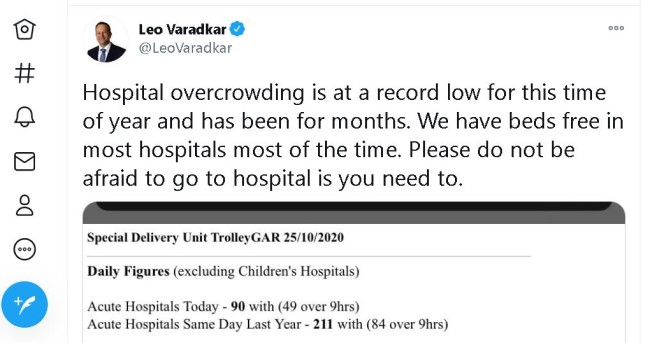 Leo Varadkar
@LeoVaradkar
Hospital overcrowding is at a record low for this time
of year and has been for months. We have beds free in
most hospitals most of the time. Please do not be
afraid to go to hospital is you need to.
Special Delivery Unit TrolleyGAR 25/10/2020
Daily Figures (excluding Children's Hospitals)
Acute Hospitals Today - 90 with (49 over 9hrs)
Acute Hospitals Same Day Last Year - 211 with (84 over 9hrs)